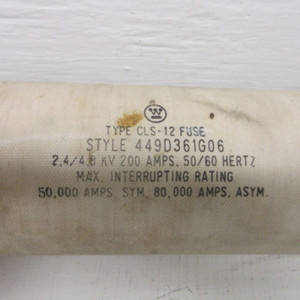 TYPE CLS-12 FUSE
STYLE 449D361G06
2.4/4.8 KV 200 AMPS. 50/60 HERTZ
MAX. INTERRUPTING RATING
50,000 AMPS. SYM. 80,000 AMPS. ASYM.